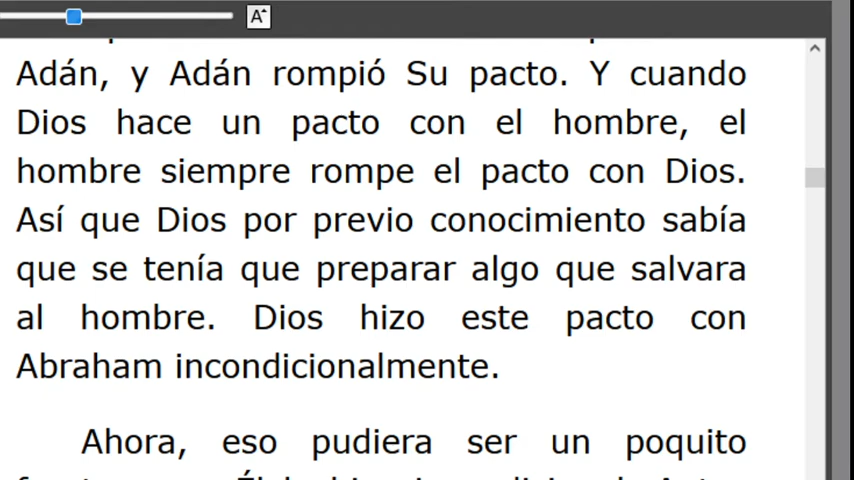 A
Adán, y Adán rompió Su pacto. Y cuando
Dios hace un pacto con el hombre, el
hombre siempre rompe el pacto con Dios.
Así que Dios por previo conocimiento sabía
que se tenía que preparar algo que salvara
al hombre. Dios hizo este pacto con
Abraham incondicionalmente.
Ahora, eso pudiera ser un poquito